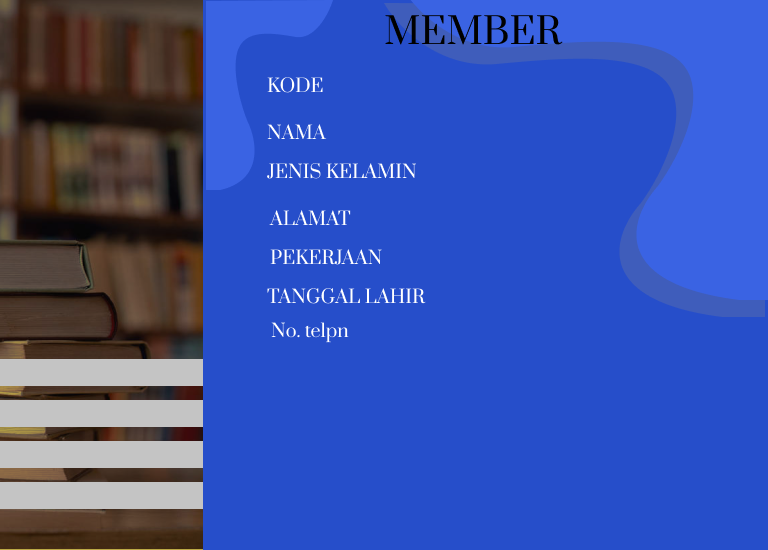 MEMBER
KODE
NAMA
JENIS KELAMIN
ALAMAT
PEKERJAAN
TANGGAL LAHIR
No. telpn